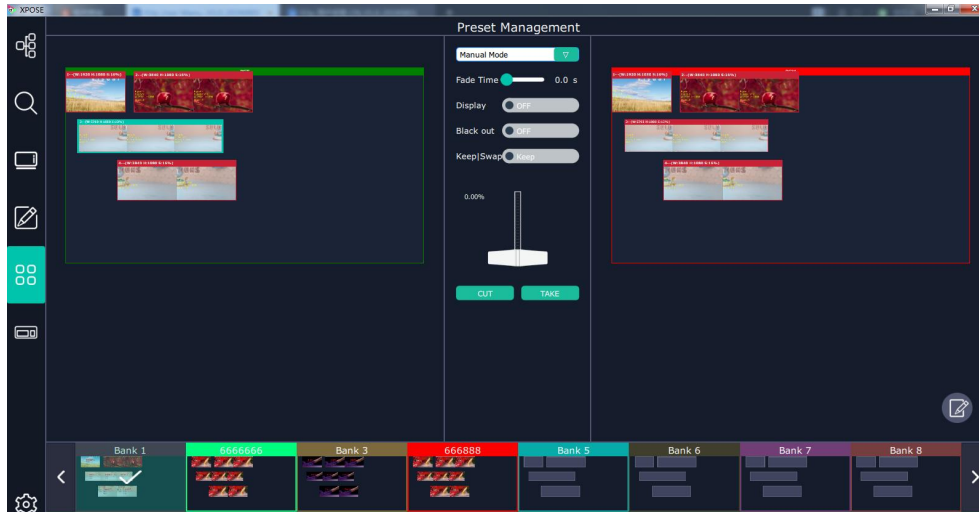 XPOSE
Preset Management
Manual Mode
Fade Time 0.0 s
Display OFF
Black out OFF
Keep|Swap Keep
0.00%
CUT TAKE
Bank 1 6666666 Bank 3 666888 Bank 5 Bank 6 Bank 7 Bank 8